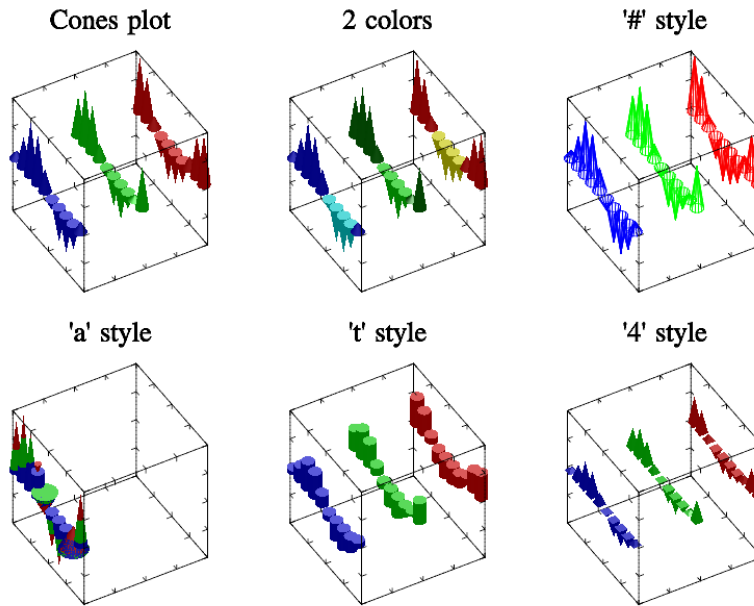 Cones plot
2 colors
'#' style
'a' style
't' style
'4' style